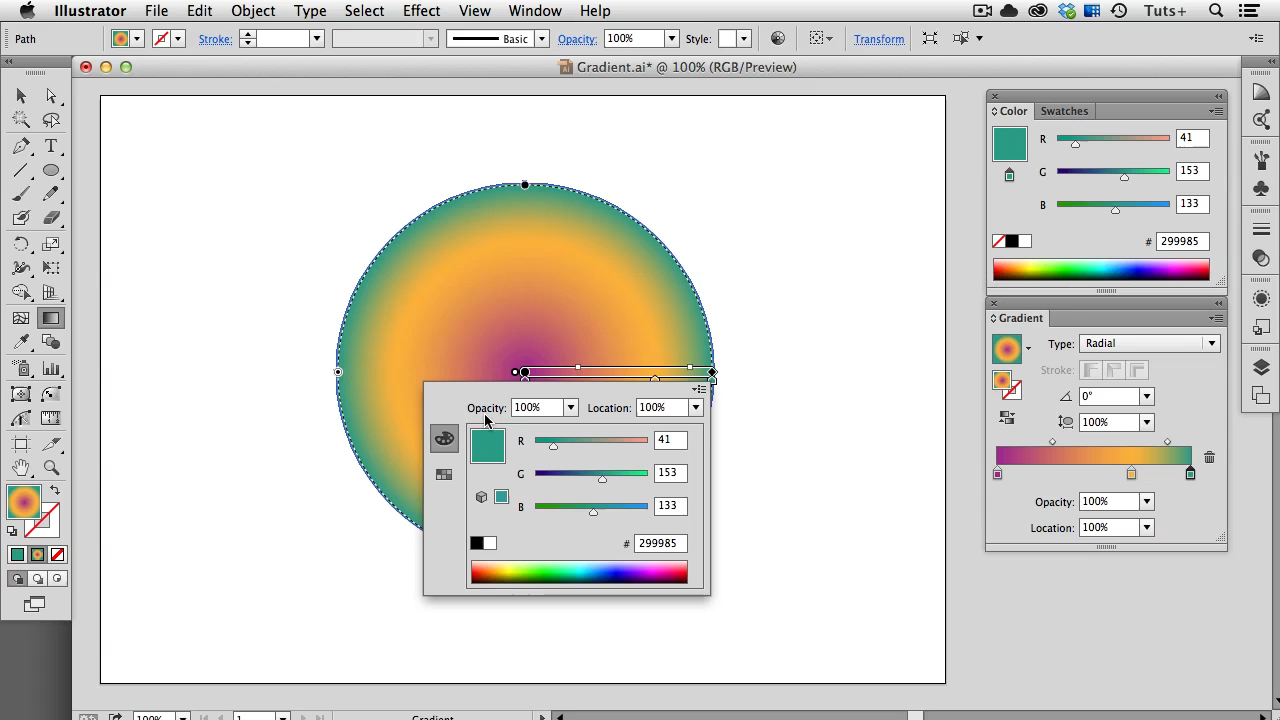 Illustrator File Edit Object Type Select Effect View Window Help Tuts+
Path Stroke: Basic Opacity: 100% Style: Transform
Gradient.ai* @ 100% (RGB/Preview)
Color Swatches
R 41
G 153
B 133
# 299985
Gradient
Type: Radial
Stroke:
0°
100%
Opacity: 100%
Location: 100%
Opacity: 100% Location: 100%
R 41
G 153
B 133
# 299985
100% 1 Gradient